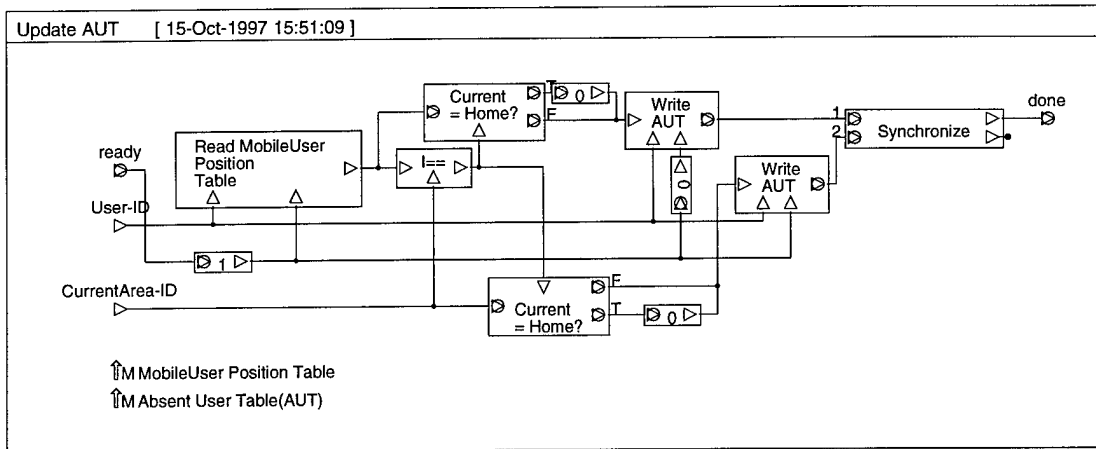 Update AUT [ 15-Oct-1997 15:51:09 ]
Current
= Home?
T
F
0
Write
AUT
1
2
Synchronize
done
ready
Read MobileUser
Position
Table
!==
0
Write
AUT
User-ID
1
CurrentArea-ID
Current
= Home?
F
T
0
M MobileUser Position Table
M Absent User Table(AUT)